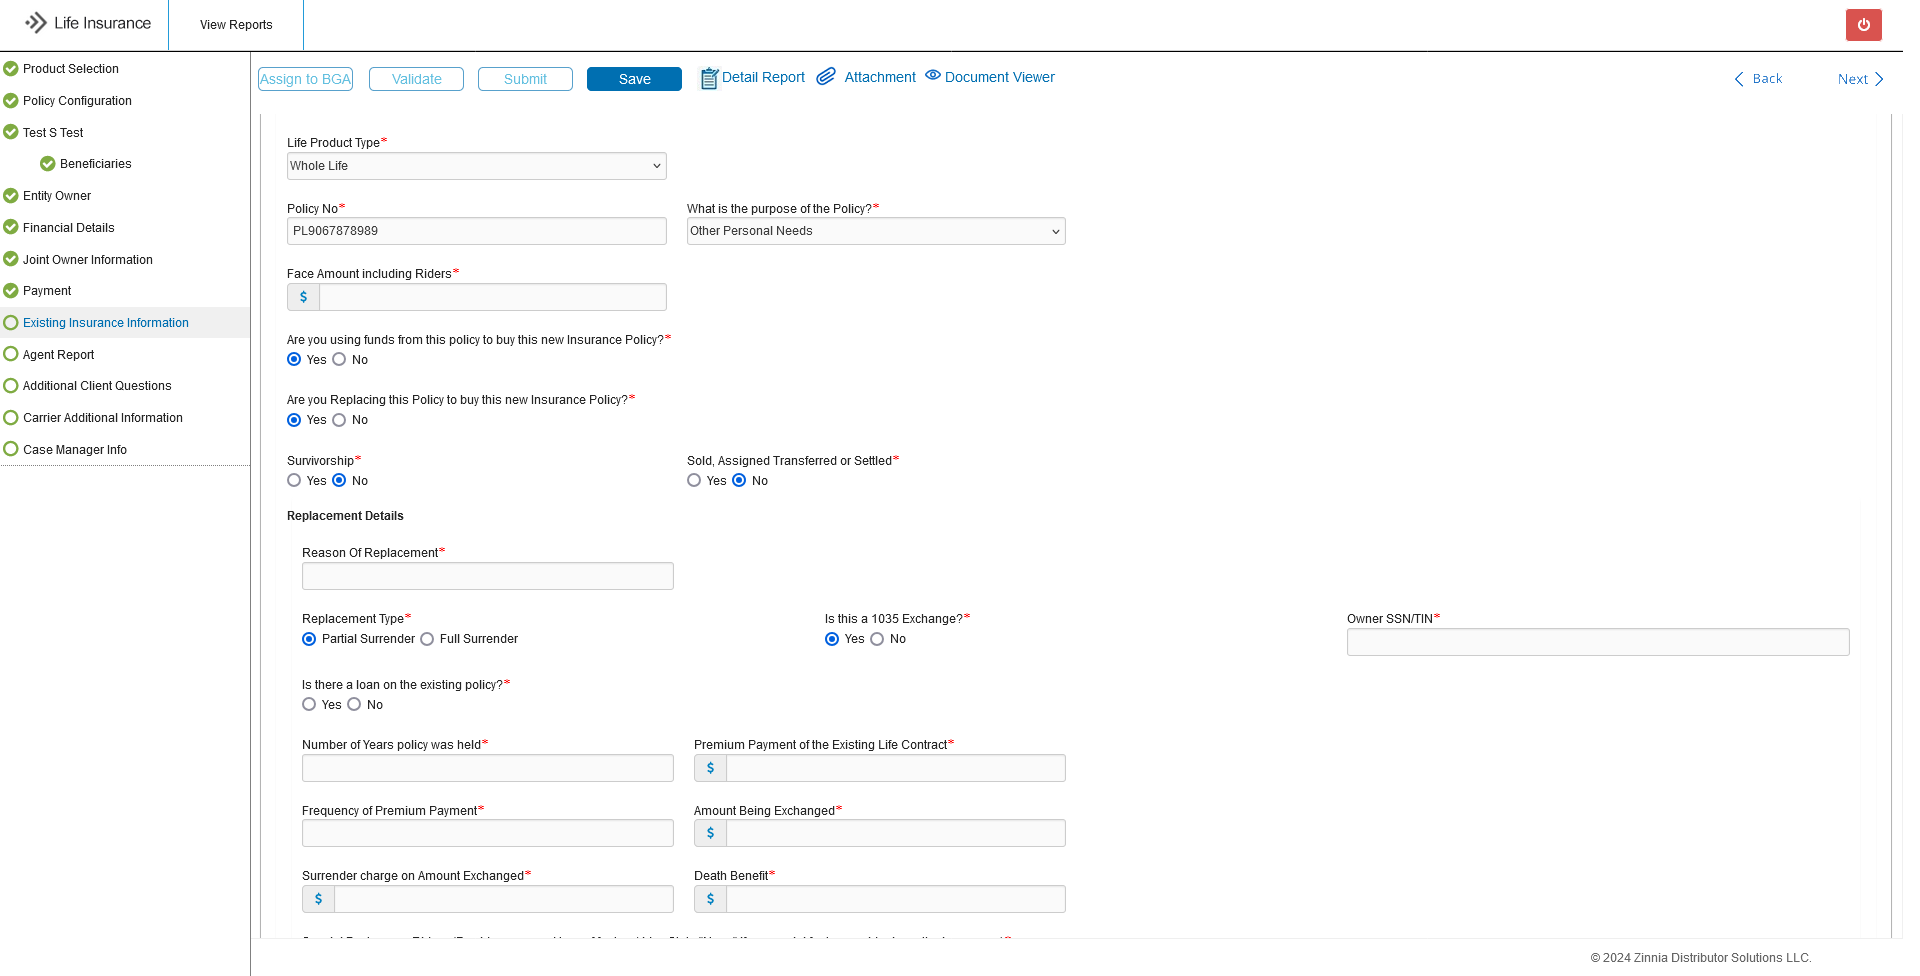 Life Insurance
View Reports
Product Selection
Policy Configuration
Test S Test
Beneficiaries
Entity Owner
Financial Details
Joint Owner Information
Payment
Existing Insurance Information
Agent Report
Additional Client Questions
Carrier Additional Information
Case Manager Info
Assign to BGA Validate Submit Save Detail Report Attachment Document Viewer Back Next
Life Product Type*
Whole Life
Policy No* What is the purpose of the Policy?*
PL9067878989 Other Personal Needs
Face Amount including Riders*
$
Are you using funds from this policy to buy this new Insurance Policy?*
Yes No
Are you Replacing this Policy to buy this new Insurance Policy?*
Yes No
Survivorship* Sold, Assigned Transferred or Settled*
Yes No Yes No
Replacement Details
Reason Of Replacement*
Replacement Type* Is this a 1035 Exchange?* Owner SSN/TIN*
Partial Surrender Full Surrender Yes No
Is there a loan on the existing policy?*
Yes No
Number of Years policy was held* Premium Payment of the Existing Life Contract*
$
Frequency of Premium Payment* Amount Being Exchanged*
$
Surrender charge on Amount Exchanged* Death Benefit*
$ $
© 2024 Zinnia Distributor Solutions LLC.